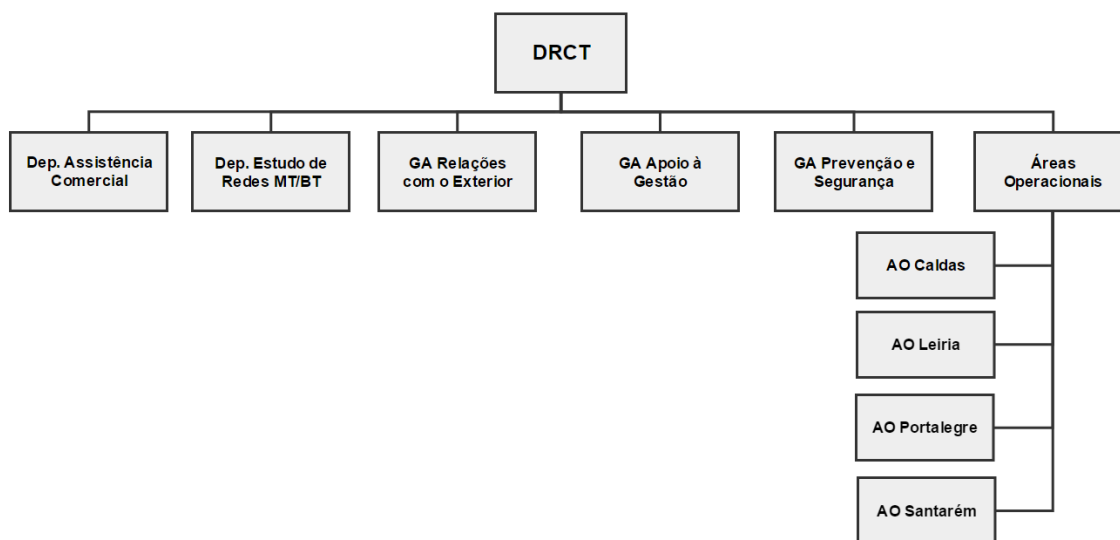 DRCT
Dep. Assistência
Comercial
Dep. Estudo de
Redes MT/BT
GA Relações
com o Exterior
GA Apoio à
Gestão
GA Prevenção e
Segurança
Áreas
Operacionais
AO Caldas
AO Leiria
AO Portalegre
AO Santarém